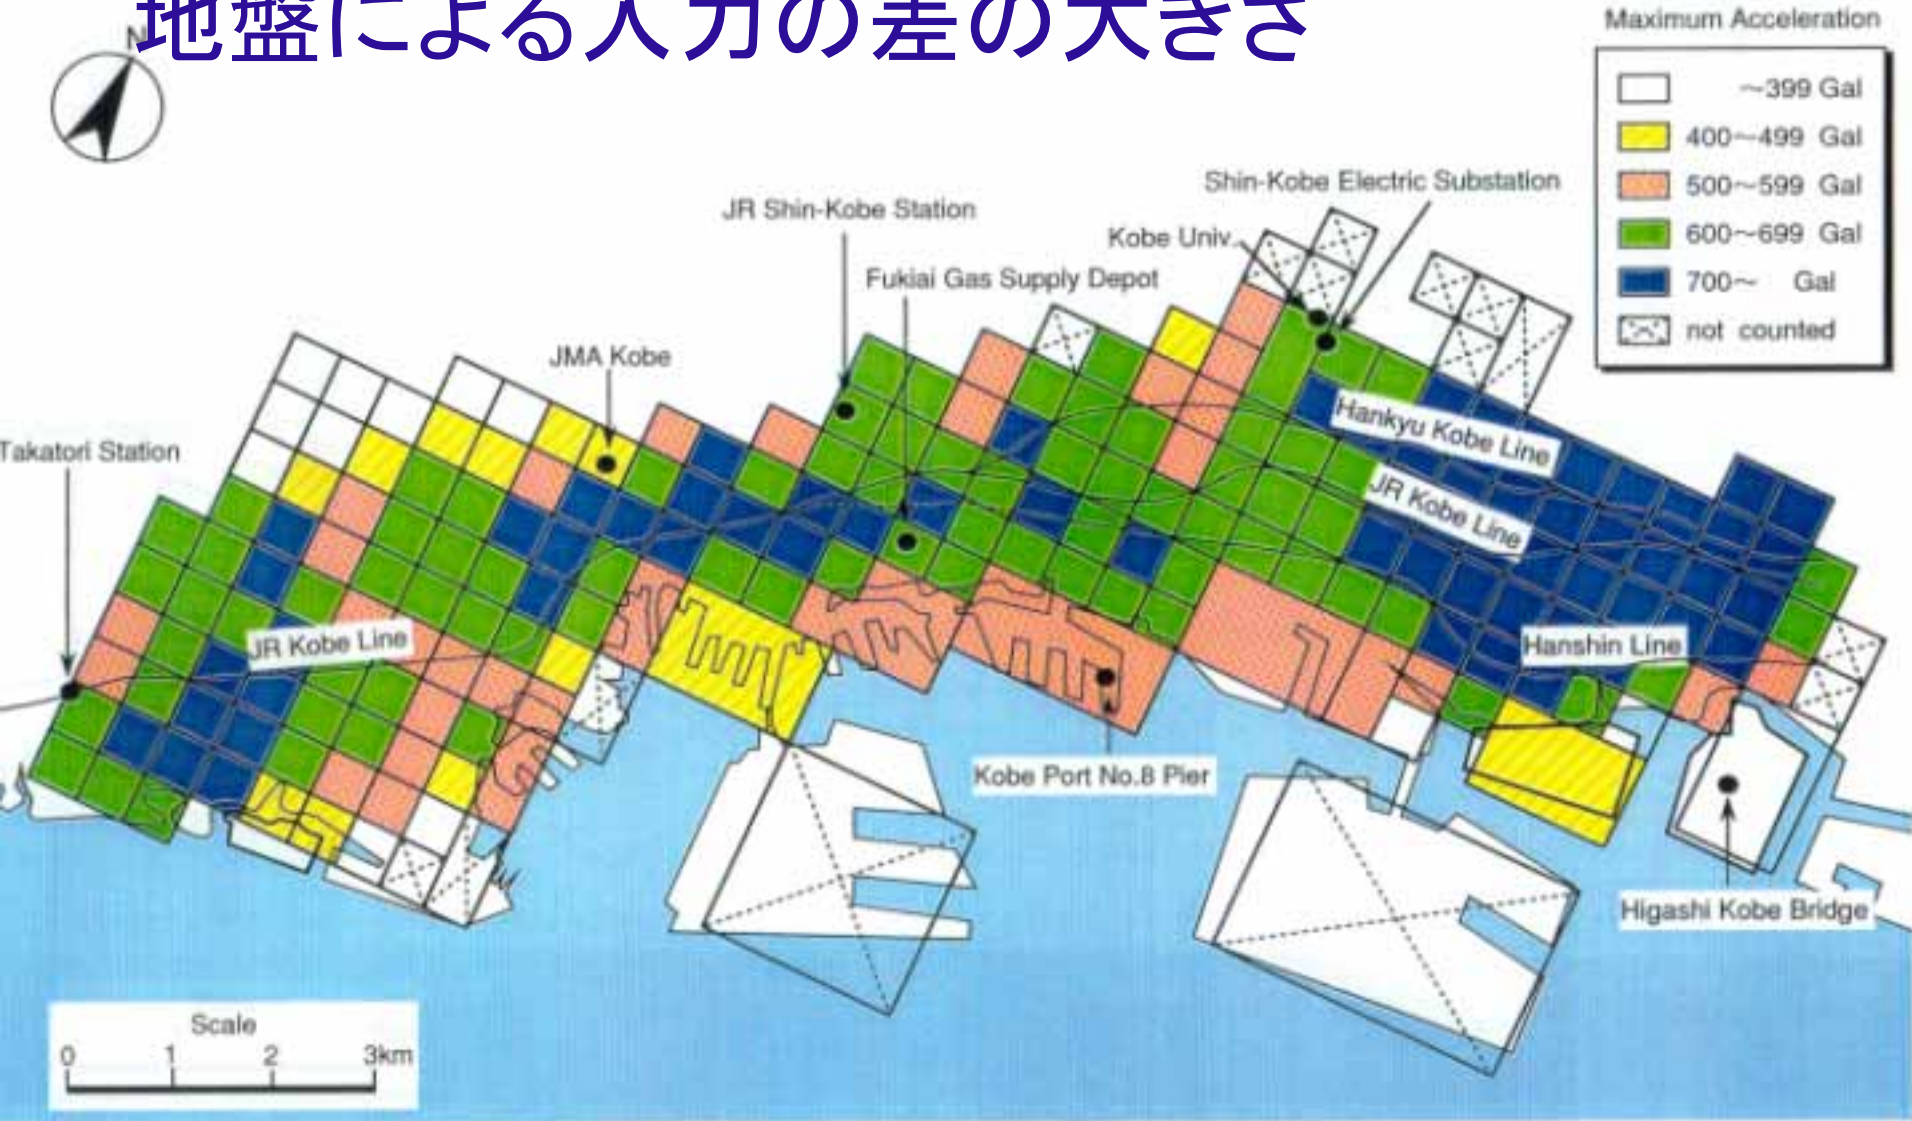 地盤による入力の差の大きさ
N
Maximum Acceleration
～399 Gal
400～499 Gal
500～599 Gal
600～699 Gal
700～ Gal
not counted
Shin-Kobe Electric Substation
JR Shin-Kobe Station
Kobe Univ.
Fukiai Gas Supply Depot
JMA Kobe
Takatori Station
Hankyu Kobe Line
JR Kobe Line
JR Kobe Line
Hanshin Line
Kobe Port No.8 Pier
Higashi Kobe Bridge
Scale
0 1 2 3km